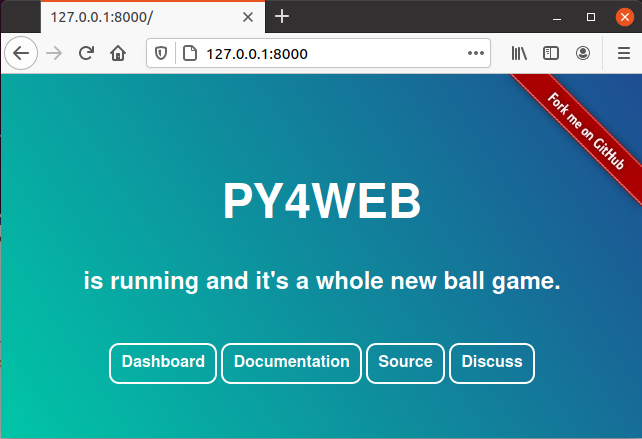 127.0.0.1:8000/
127.0.0.1:8000
Fork me on GitHub
PY4WEB
is running and it's a whole new ball game.
Dashboard Documentation Source Discuss